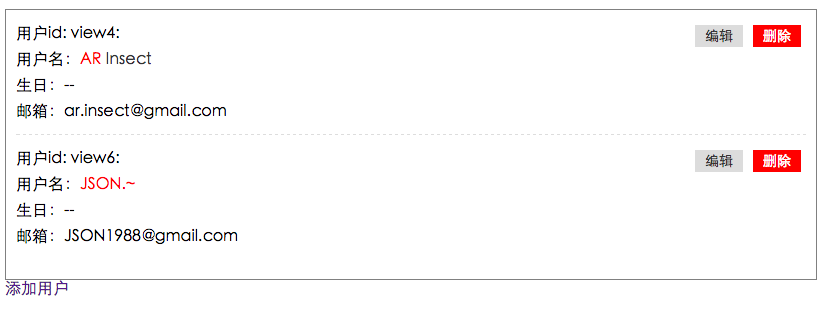 用户id: view4:
编辑 删除
用户名：AR Insect
生日：--
邮箱：ar.insect@gmail.com
用户id: view6:
编辑 删除
用户名：JSON.~
生日：--
邮箱：JSON1988@gmail.com
添加用户